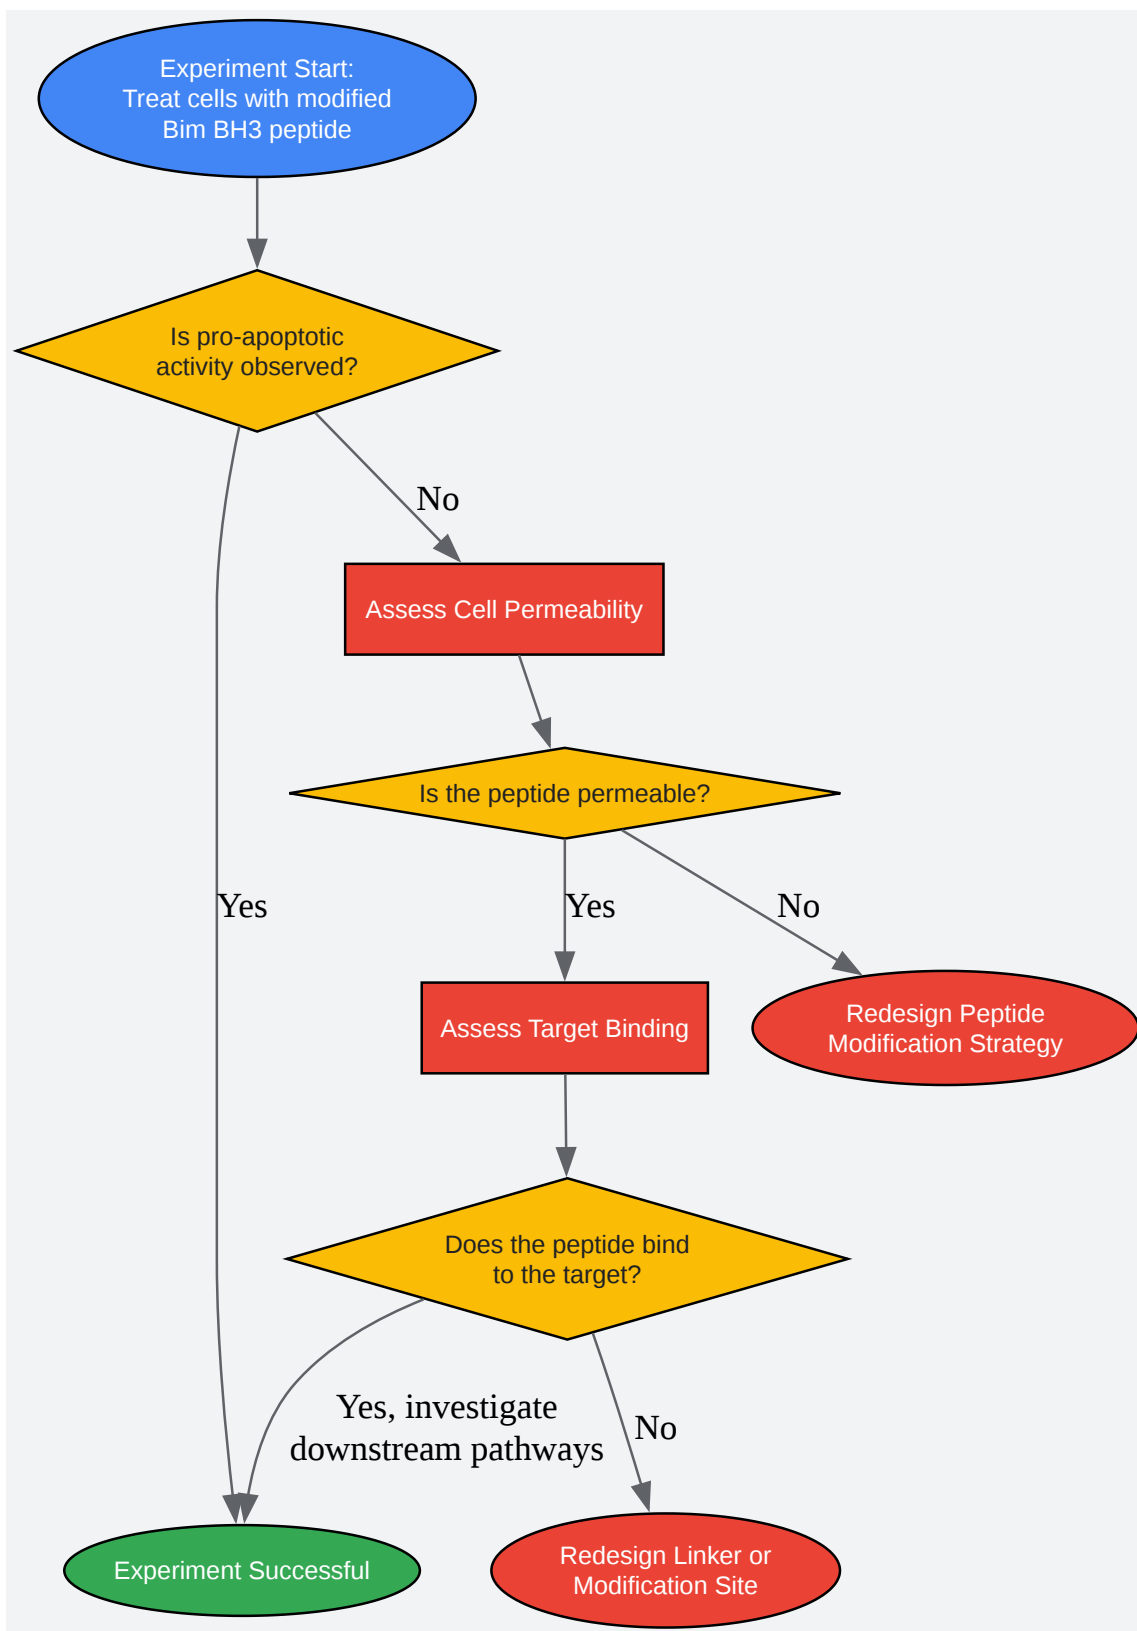 Experiment Start:
Treat cells with modified
Bim BH3 peptide
Is pro-apoptotic
activity observed?
No
Assess Cell Permeability
Is the peptide permeable?
Yes
Yes
No
Assess Target Binding
Redesign Peptide
Modification Strategy
Does the peptide bind
to the target?
Yes, investigate
downstream pathways
No
Experiment Successful
Redesign Linker or
Modification Site